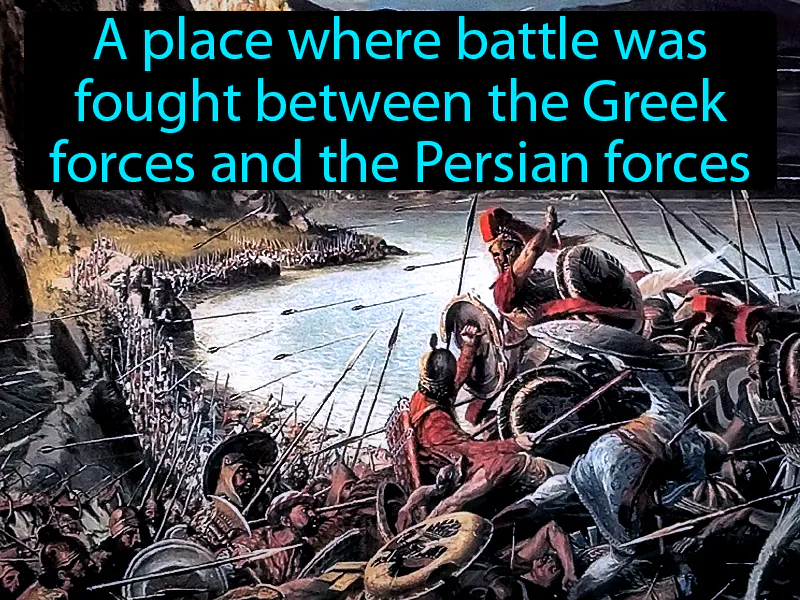 A place where battle was
fought between the Greek
forces and the Persian forces